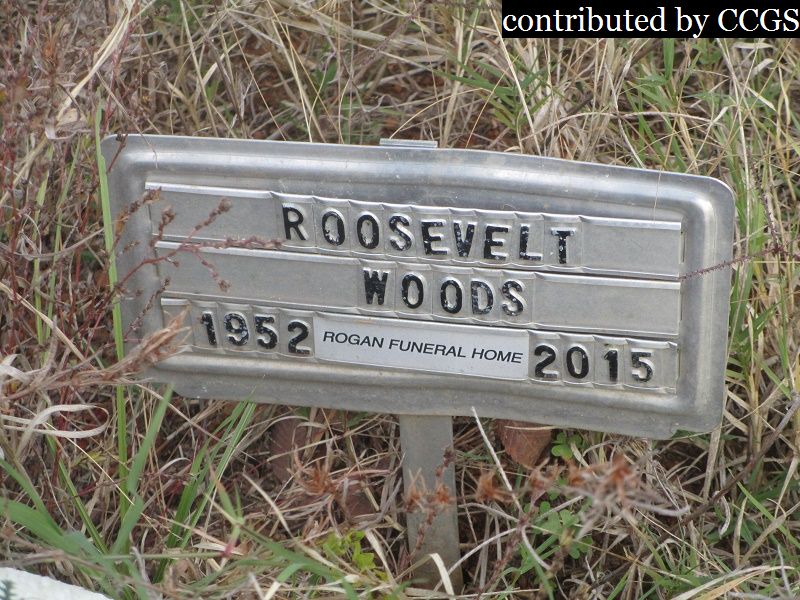 contributed by CCGS
ROOSEVELT
WOODS
1952 ROGAN FUNERAL HOME 2015